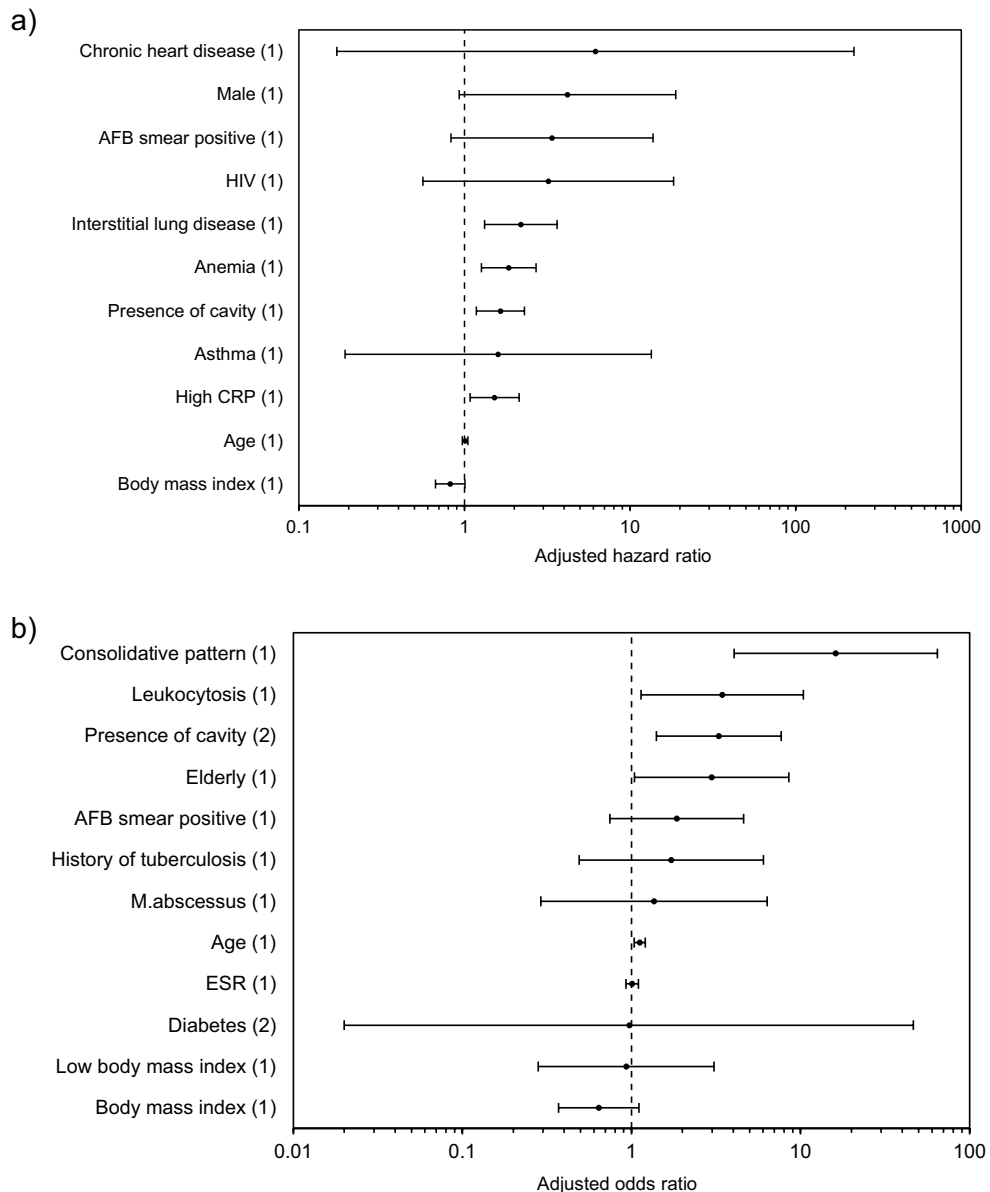 a)
Chronic heart disease (1)
Male (1)
AFB smear positive (1)
HIV (1)
Interstitial lung disease (1)
Anemia (1)
Presence of cavity (1)
Asthma (1)
High CRP (1)
Age (1)
Body mass index (1)
0.1 1 10 100 1000
Adjusted hazard ratio
b)
Consolidative pattern (1)
Leukocytosis (1)
Presence of cavity (2)
Elderly (1)
AFB smear positive (1)
History of tuberculosis (1)
M.abscessus (1)
Age (1)
ESR (1)
Diabetes (2)
Low body mass index (1)
Body mass index (1)
0.01 0.1 1 10 100
Adjusted odds ratio